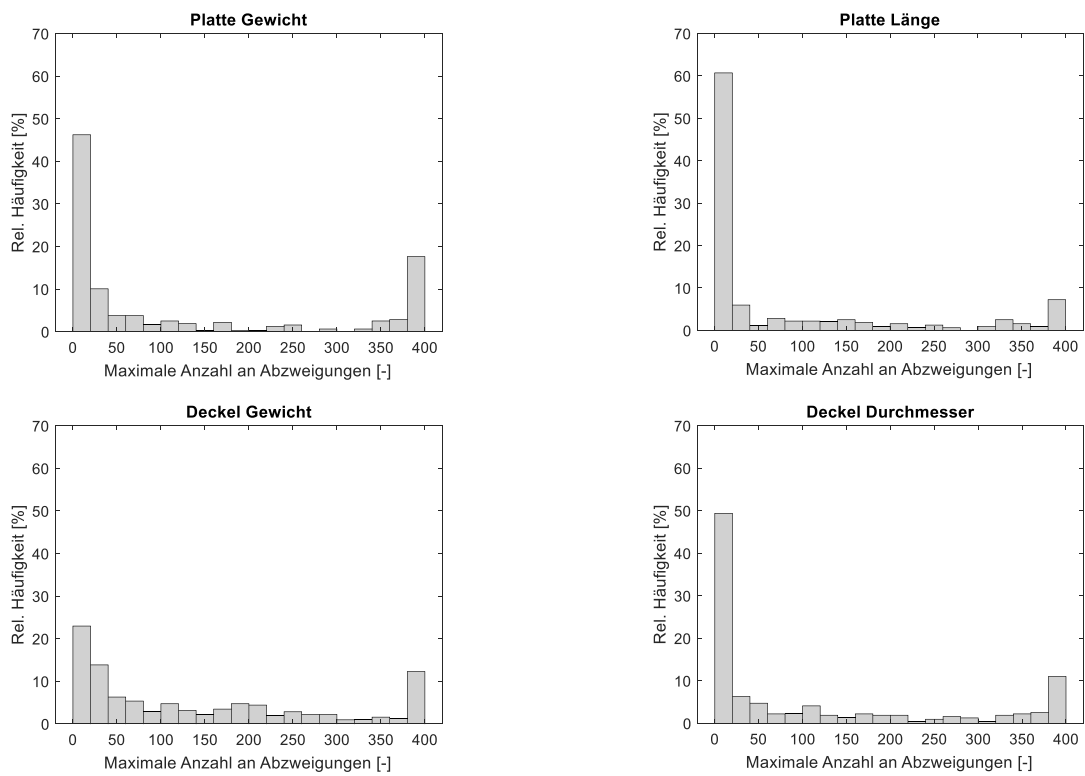 Platte Gewicht
70
60
50
40
30
20
10
0
Rel. Häufigkeit [%]
0 50 100 150 200 250 300 350 400
Maximale Anzahl an Abzweigungen [-]
Platte Länge
70
60
50
40
30
20
10
0
Rel. Häufigkeit [%]
0 50 100 150 200 250 300 350 400
Maximale Anzahl an Abzweigungen [-]
Deckel Gewicht
70
60
50
40
30
20
10
0
Rel. Häufigkeit [%]
0 50 100 150 200 250 300 350 400
Maximale Anzahl an Abzweigungen [-]
Deckel Durchmesser
70
60
50
40
30
20
10
0
Rel. Häufigkeit [%]
0 50 100 150 200 250 300 350 400
Maximale Anzahl an Abzweigungen [-]